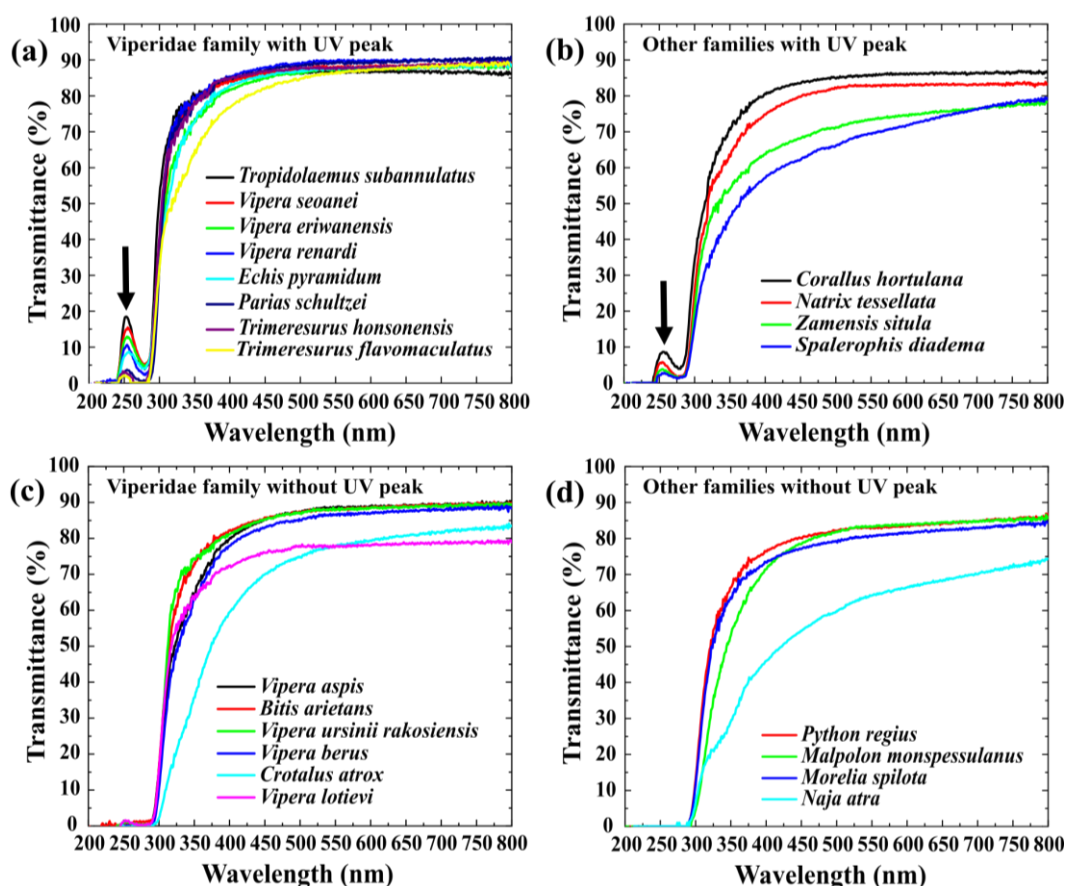 (a) Viperidae family with UV peak
Transmittance (%)
100
90
80
70
60
50
40
30
20
10
0
Tropidolaemus subannulatus
Vipera seoanei
Vipera eriwanensis
Vipera renardi
Echis pyramidum
Parias schultzei
Trimeresurus honsonensis
Trimeresurus flavomaculatus
200 250 300 350 400 450 500 550 600 650 700 750 800
Wavelength (nm)
(b) Other families with UV peak
Transmittance (%)
100
90
80
70
60
50
40
30
20
10
0
Corallus hortulana
Natrix tessellata
Zamensis situla
Spalerophis diadema
200 250 300 350 400 450 500 550 600 650 700 750 800
Wavelength (nm)
(c) Viperidae family without UV peak
Transmittance (%)
100
90
80
70
60
50
40
30
20
10
0
Vipera aspis
Bitis arietans
Vipera ursinii rakosiensis
Vipera berus
Crotalus atrox
Vipera lotievi
200 250 300 350 400 450 500 550 600 650 700 750 800
Wavelength (nm)
(d) Other families without UV peak
Transmittance (%)
100
90
80
70
60
50
40
30
20
10
0
Python regius
Malpolon monspessulanus
Morelia spilota
Naja atra
200 250 300 350 400 450 500 550 600 650 700 750 800
Wavelength (nm)